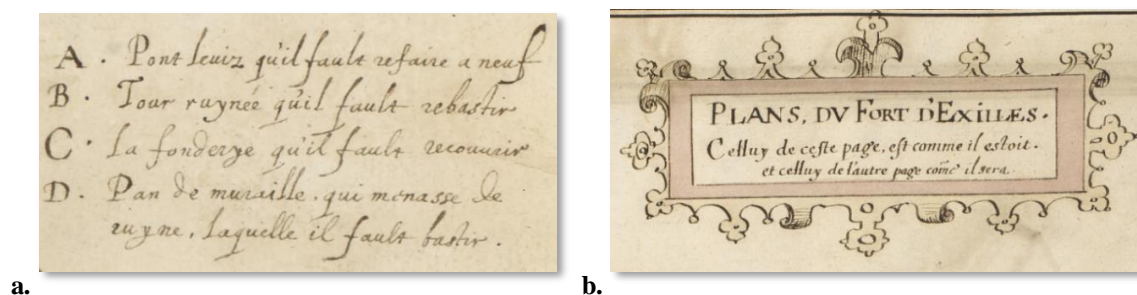 A. Pont leuiz qu'il fault refaire a neuf
B. Tour ruynée qu'il fault rebastir
C. La fonderye qu'il fault recouurir
D. Pan de muraille. qui menasse de
ruyne, laquelle il fault bastir.
a.
PLANS, DV FORT D'EXILLES.
Celluy de ceste page, est comme il estoit.
et celluy de l'autre page com̃e il sera.
b.